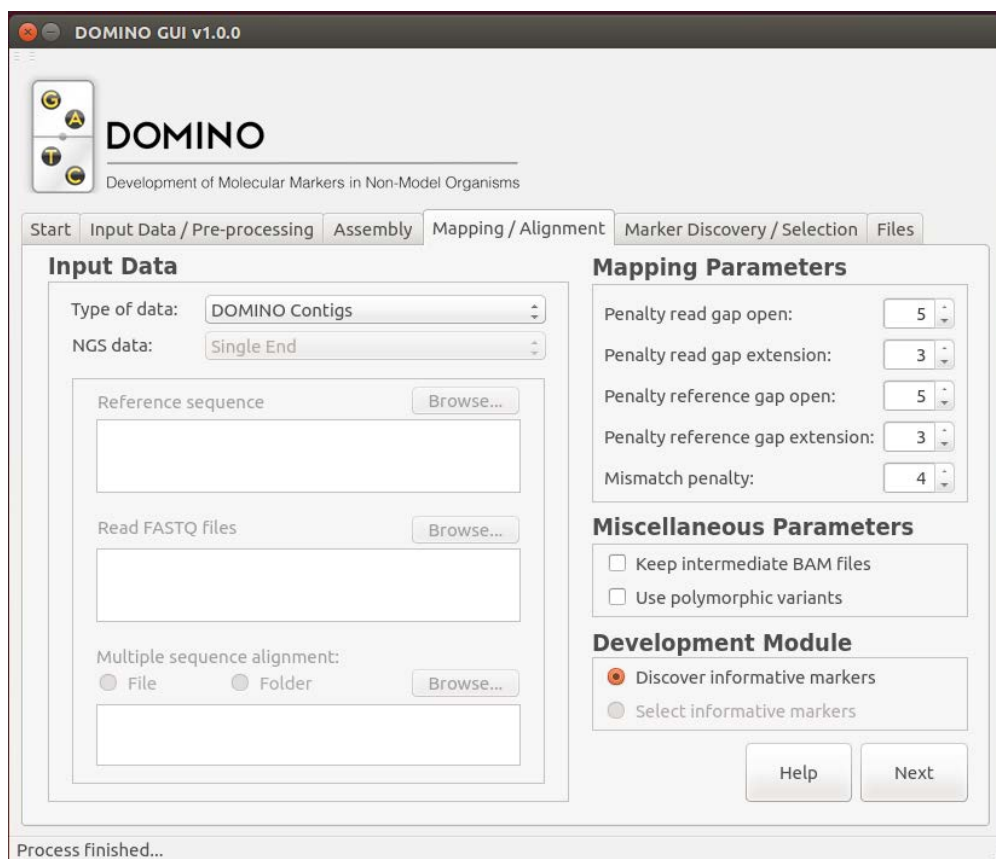 DOMINO GUI v1.0.0
G
A
T
C
DOMINO
Development of Molecular Markers in Non-Model Organisms
Start Input Data / Pre-processing Assembly Mapping / Alignment Marker Discovery / Selection Files
Input Data
Type of data: DOMINO Contigs
NGS data: Single End
Reference sequence Browse...
Read FASTQ files Browse...
Multiple sequence alignment:
File Folder Browse...
Mapping Parameters
Penalty read gap open: 5
Penalty read gap extension: 3
Penalty reference gap open: 5
Penalty reference gap extension: 3
Mismatch penalty: 4
Miscellaneous Parameters
Keep intermediate BAM files
Use polymorphic variants
Development Module
Discover informative markers
Select informative markers
Help Next
Process finished...